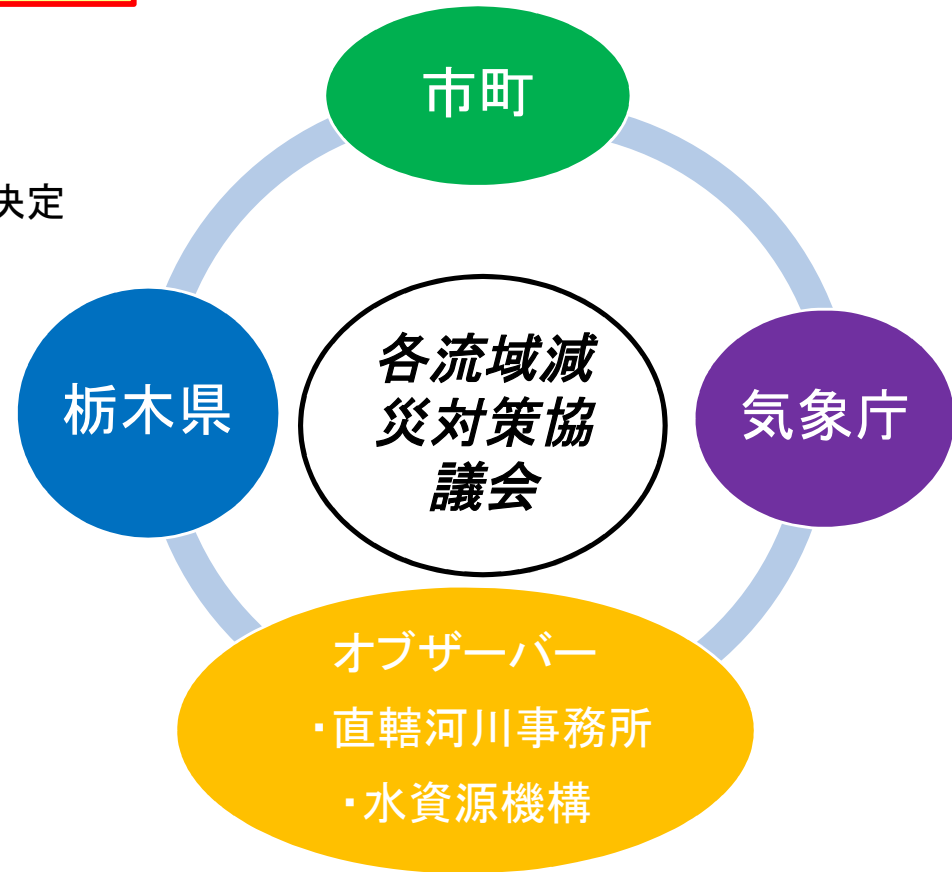 市町
決定
栃木県
各流域減
災対策協
議会
気象庁
オブザーバー
・直轄河川事務所
・水資源機構